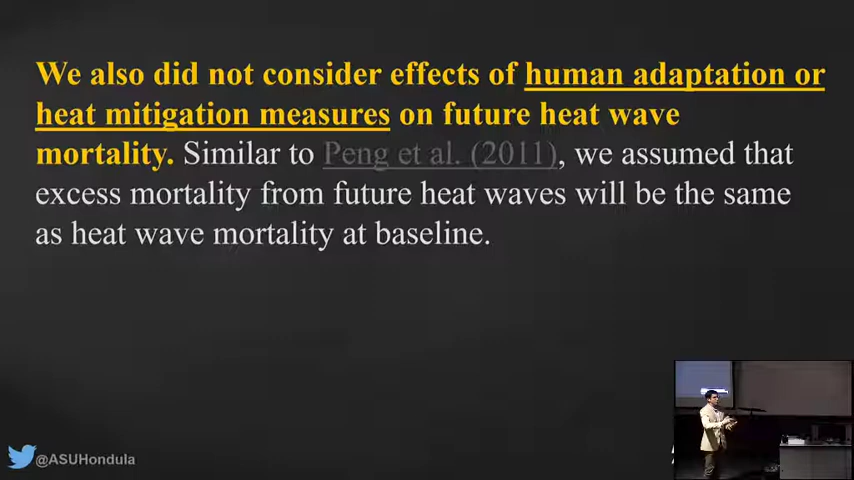 We also did not consider effects of human adaptation or
heat mitigation measures on future heat wave
mortality. Similar to Peng et al. (2011), we assumed that
excess mortality from future heat waves will be the same
as heat wave mortality at baseline.
@ASUHondula